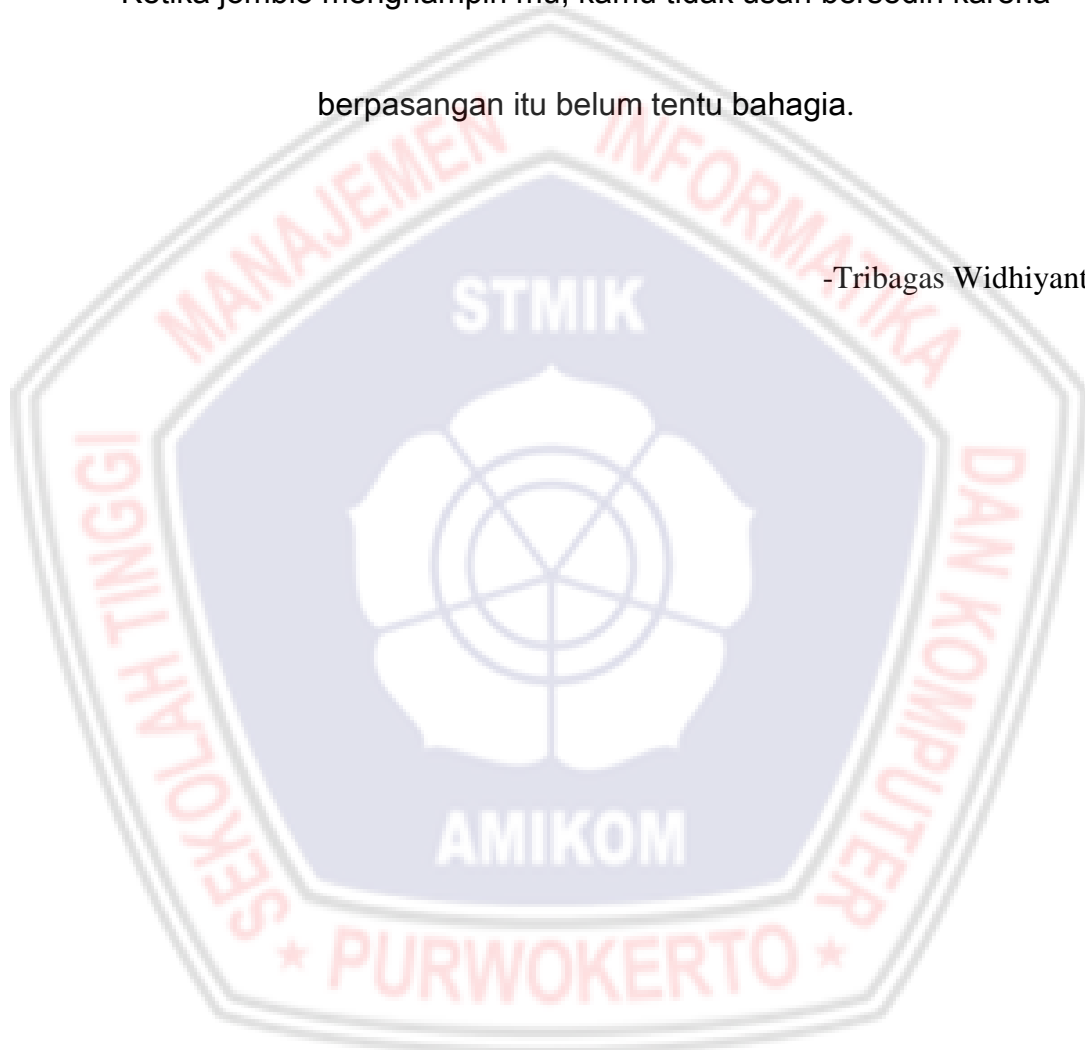 Ketika jomblo menghampiri mu, kamu tidak usah bersedih karena
berpasangan itu belum tentu bahagia.
-Tribagas Widhiyant
SEKOLAH TINGGI MANAJEMEN INFORMATIKA DAN KOMPUTER
STMIK
AMIKOM
* PURWOKERTO *